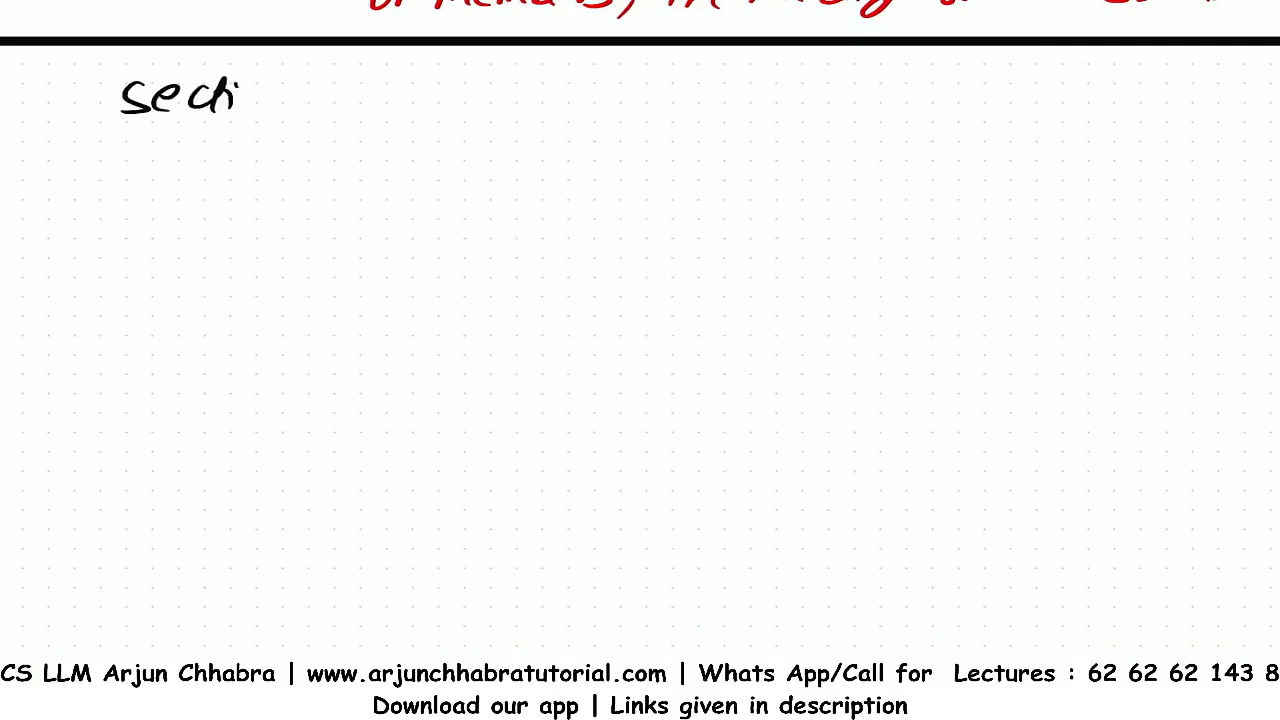 secti
CS LLM Arjun Chhabra | www.arjunchhabratutorial.com | Whats App/Call for Lectures : 62 62 62 143 8
Download our app | Links given in description